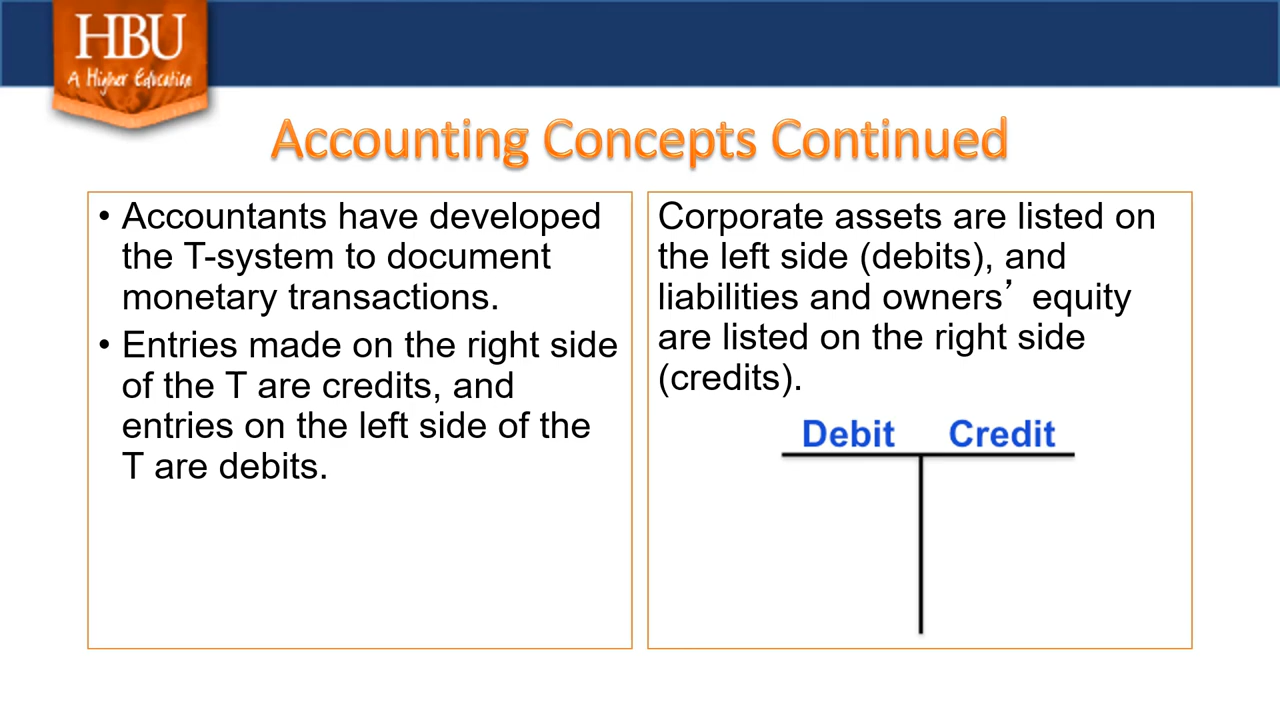 HBU
A Higher Education
Accounting Concepts Continued
• Accountants have developed
the T-system to document
monetary transactions.
• Entries made on the right side
of the T are credits, and
entries on the left side of the
T are debits.
Corporate assets are listed on
the left side (debits), and
liabilities and owners’ equity
are listed on the right side
(credits).
Debit Credit